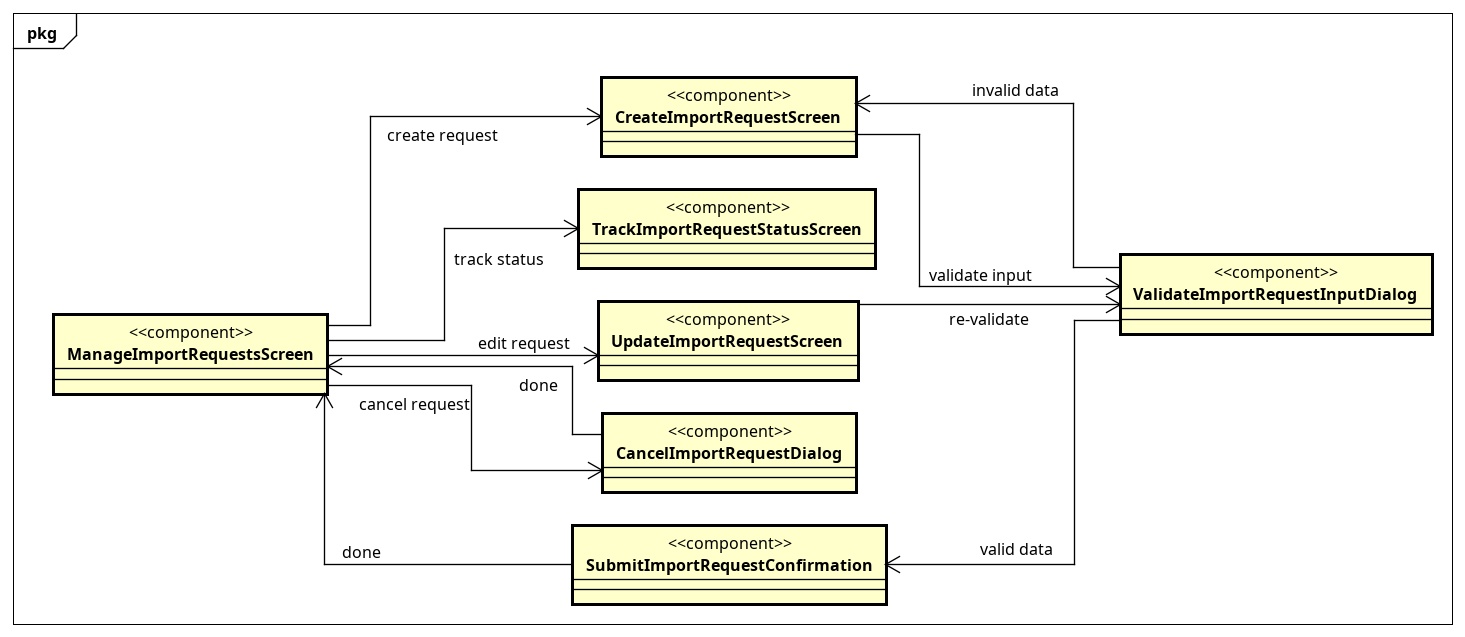 pkg
<<component>>
CreateImportRequestScreen
invalid data
create request
<<component>>
TrackImportRequestStatusScreen
track status
validate input
<<component>>
ValidateImportRequestInputDialog
<<component>>
ManageImportRequestsScreen
edit request
<<component>>
UpdateImportRequestScreen
re-validate
done
cancel request
<<component>>
CancelImportRequestDialog
<<component>>
SubmitImportRequestConfirmation
done
valid data